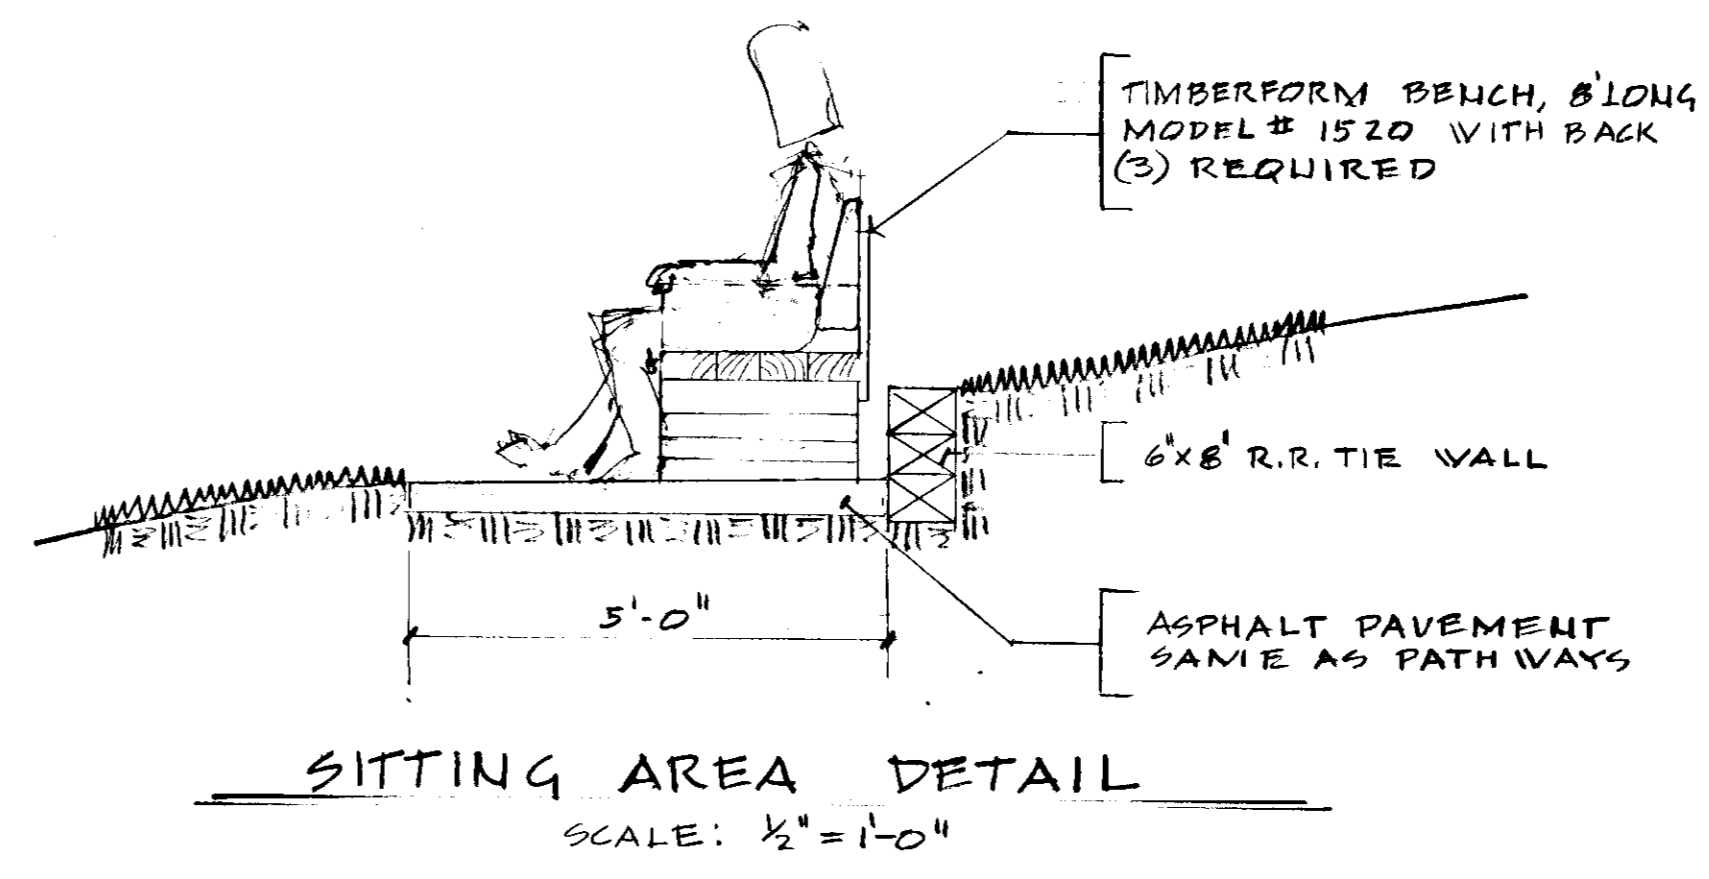 TIMBERFORM BENCH, 8' LONG
MODEL # 1520 WITH BACK
(3) REQUIRED
6"X8" R.R. TIE WALL
5'-0"
ASPHALT PAVEMENT
SAME AS PATHWAYS
SITTING AREA DETAIL
SCALE: ½" = 1'-0"